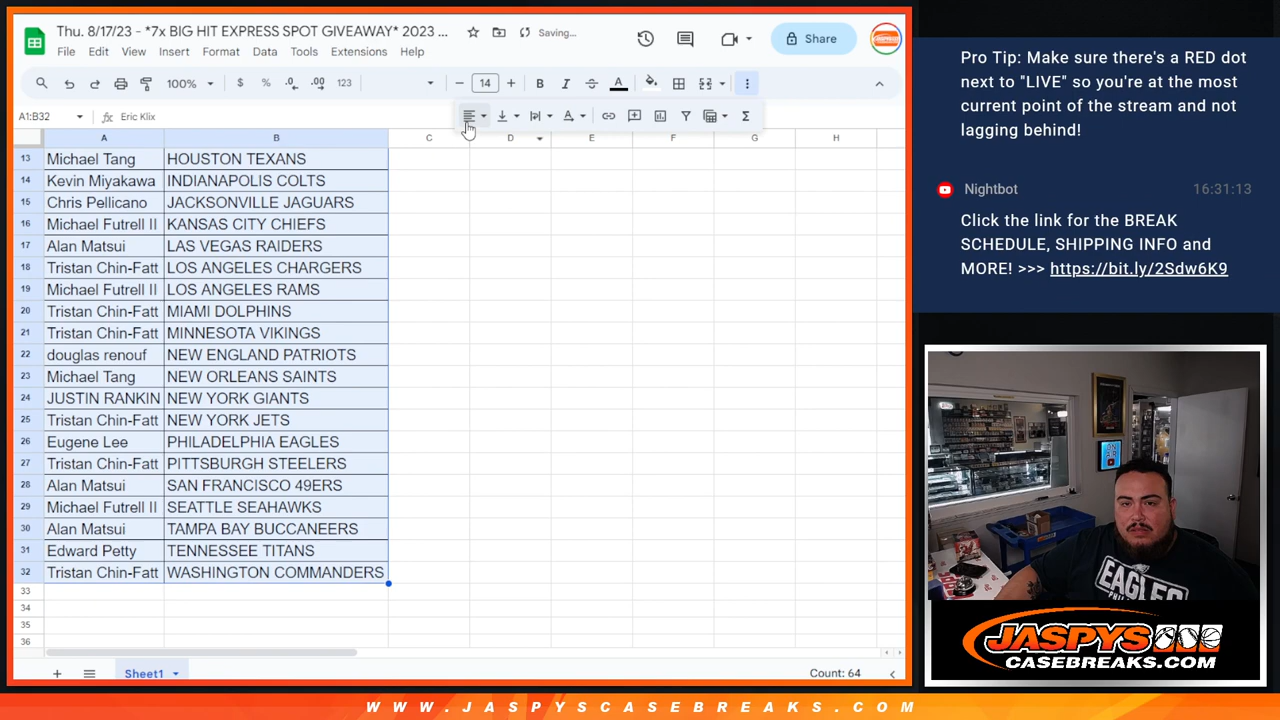 Thu. 8/17/23 - *7x BIG HIT EXPRESS SPOT GIVEAWAY* 2023 ...
Saving...
File Edit View Insert Format Data Tools Extensions Help
Share
100% $ % .0 .00 123 14 B I S A
A1:B32 fx Eric Klix
A B C D E F G H
13 Michael Tang HOUSTON TEXANS
14 Kevin Miyakawa INDIANAPOLIS COLTS
15 Chris Pellicano JACKSONVILLE JAGUARS
16 Michael Futrell II KANSAS CITY CHIEFS
17 Alan Matsui LAS VEGAS RAIDERS
18 Tristan Chin-Fatt LOS ANGELES CHARGERS
19 Michael Futrell II LOS ANGELES RAMS
20 Tristan Chin-Fatt MIAMI DOLPHINS
21 Tristan Chin-Fatt MINNESOTA VIKINGS
22 douglas renouf NEW ENGLAND PATRIOTS
23 Michael Tang NEW ORLEANS SAINTS
24 JUSTIN RANKIN NEW YORK GIANTS
25 Tristan Chin-Fatt NEW YORK JETS
26 Eugene Lee PHILADELPHIA EAGLES
27 Tristan Chin-Fatt PITTSBURGH STEELERS
28 Alan Matsui SAN FRANCISCO 49ERS
29 Michael Futrell II SEATTLE SEAHAWKS
30 Alan Matsui TAMPA BAY BUCCANEERS
31 Edward Petty TENNESSEE TITANS
32 Tristan Chin-Fatt WASHINGTON COMMANDERS
33
34
35
36
Sheet1
Count: 64
Pro Tip: Make sure there's a RED dot
next to "LIVE" so you're at the most
current point of the stream and not
lagging behind!
Nightbot 16:31:13
Click the link for the BREAK
SCHEDULE, SHIPPING INFO and
MORE! >>> https://bit.ly/2Sdw6K9
EAGLES
JASPYS
CASEBREAKS.COM
WWW.JASPYSCASEBREAKS.COM